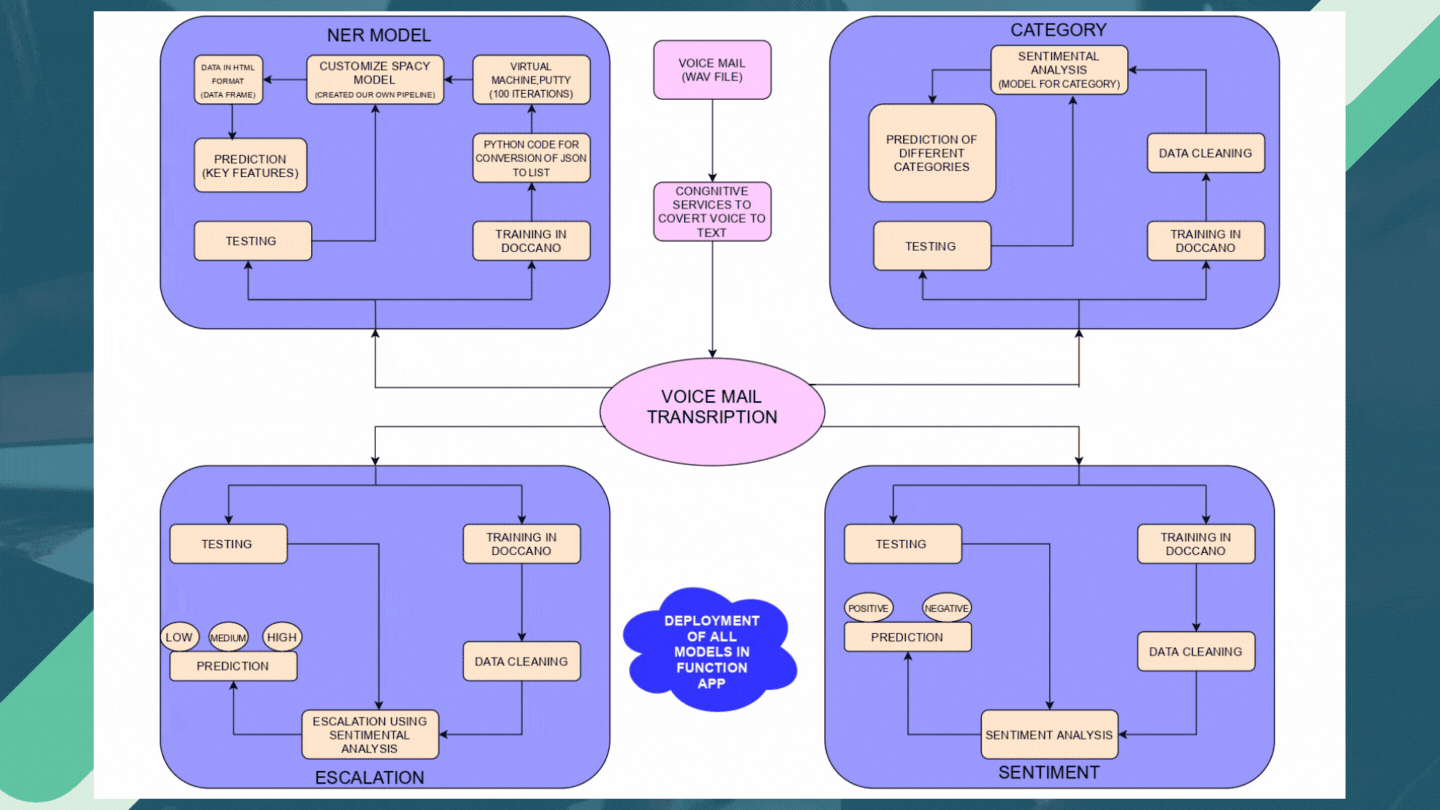 NER MODEL
DATA IN HTML
FORMAT
(DATA FRAME)
CUSTOMIZE SPACY
MODEL
(CREATED OUR OWN PIPELINE)
VIRTUAL
MACHINE,PUTTY
(100 ITERATIONS)
PREDICTION
(KEY FEATURES)
PYTHON CODE FOR
CONVERSION OF JSON
TO LIST
TESTING
TRAINING IN
DOCCANO
VOICE MAIL
(WAV FILE)
CONGNITIVE
SERVICES TO
COVERT VOICE TO
TEXT
CATEGORY
SENTIMENTAL
ANALYSIS
(MODEL FOR CATEGORY)
PREDICTION OF
DIFFERENT
CATEGORIES
DATA CLEANING
TESTING
TRAINING IN
DOCCANO
VOICE MAIL
TRANSRIPTION
TESTING
TRAINING IN
DOCCANO
LOW
MEDIUM
HIGH
PREDICTION
DATA CLEANING
ESCALATION USING
SENTIMENTAL
ANALYSIS
ESCALATION
DEPLOYMENT
OF ALL
MODELS IN
FUNCTION
APP
TESTING
TRAINING IN
DOCCANO
POSITIVE
NEGATIVE
PREDICTION
DATA CLEANING
SENTIMENT ANALYSIS
SENTIMENT